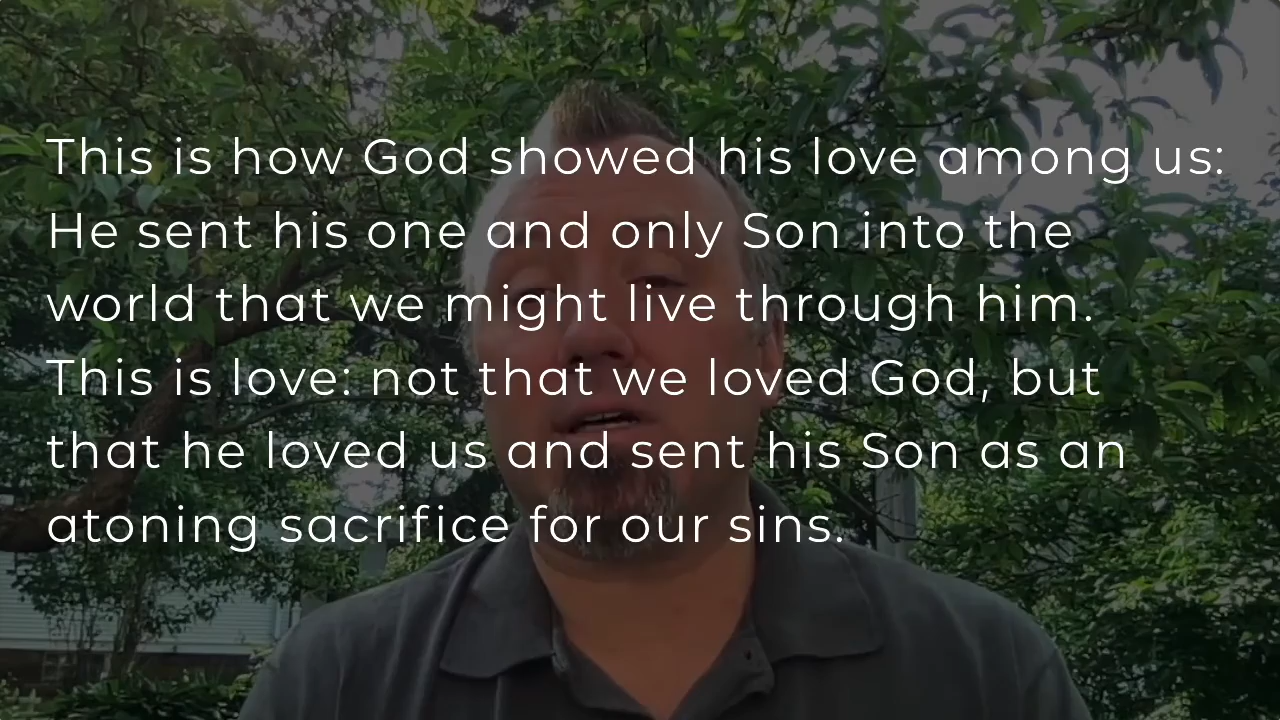 This is how God showed his love among us:
He sent his one and only Son into the
world that we might live through him.
This is love: not that we loved God, but
that he loved us and sent his Son as an
atoning sacrifice for our sins.